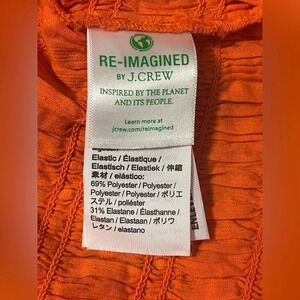 RE-IMAGINED
BY J.CREW
INSPIRED BY THE PLANET
AND ITS PEOPLE.
Learn more at
jcrew.com/reimagined
Elastic / Élastique /
Elastisch / Elastiek / 伸縮
素材 / elástico:
69% Polyester / Polyester /
Polyester / Polyester / ポリエ
ステル / poliéster
31% Elastane / Élasthanne /
Elastan / Elastaan / ポリウ
レタン / elastano